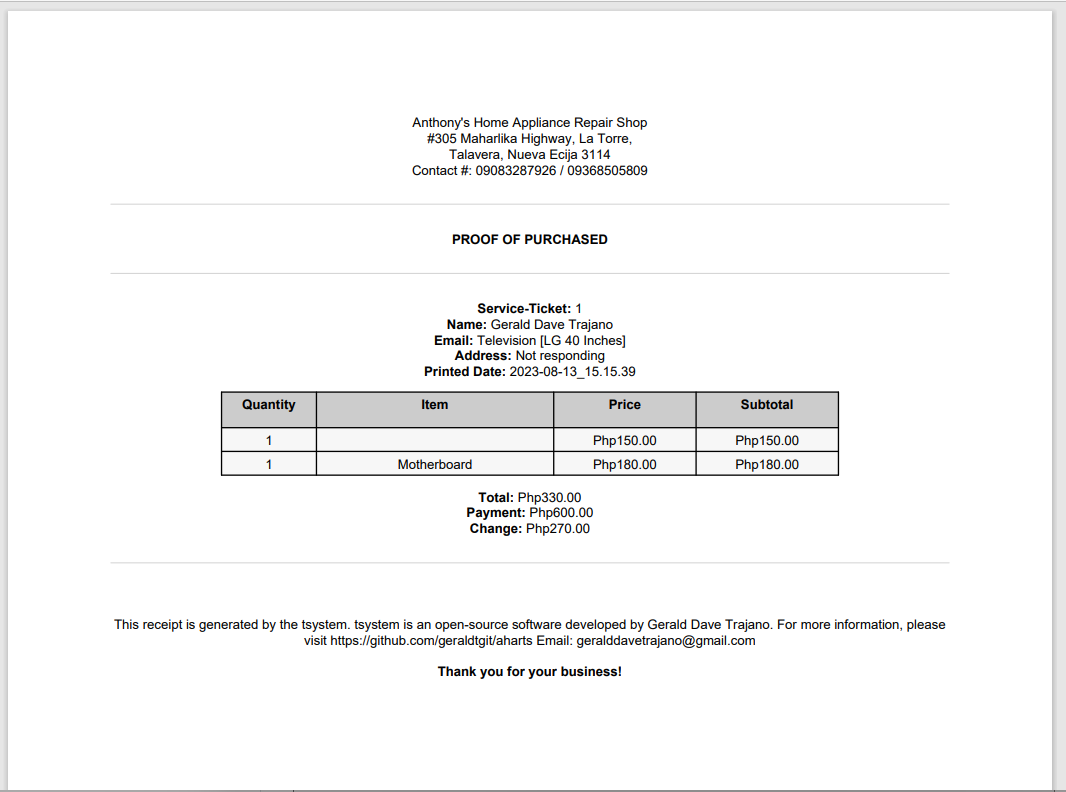 Anthony's Home Appliance Repair Shop
#305 Maharlika Highway, La Torre,
Talavera, Nueva Ecija 3114
Contact #: 09083287926 / 09368505809
PROOF OF PURCHASED
Service-Ticket: 1
Name: Gerald Dave Trajano
Email: Television [LG 40 Inches]
Address: Not responding
Printed Date: 2023-08-13_15.15.39
Quantity Item Price Subtotal
1 Php150.00 Php150.00
1 Motherboard Php180.00 Php180.00
Total: Php330.00
Payment: Php600.00
Change: Php270.00
This receipt is generated by the tsystem. tsystem is an open-source software developed by Gerald Dave Trajano. For more information, please
visit https://github.com/geraldtgit/aharts Email: geralddavetrajano@gmail.com
Thank you for your business!